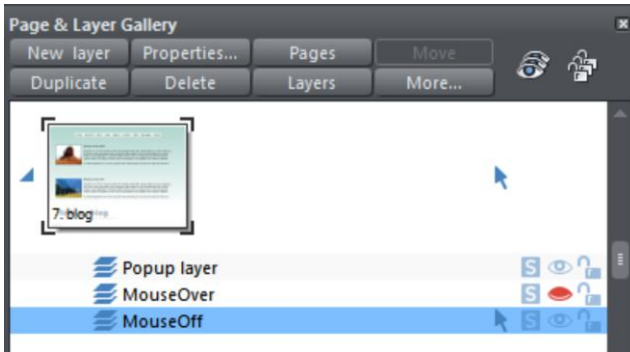 Page & Layer Gallery
New layer Properties... Pages Move
Duplicate Delete Layers More...
7. blog
Popup layer S
MouseOver S
MouseOff S